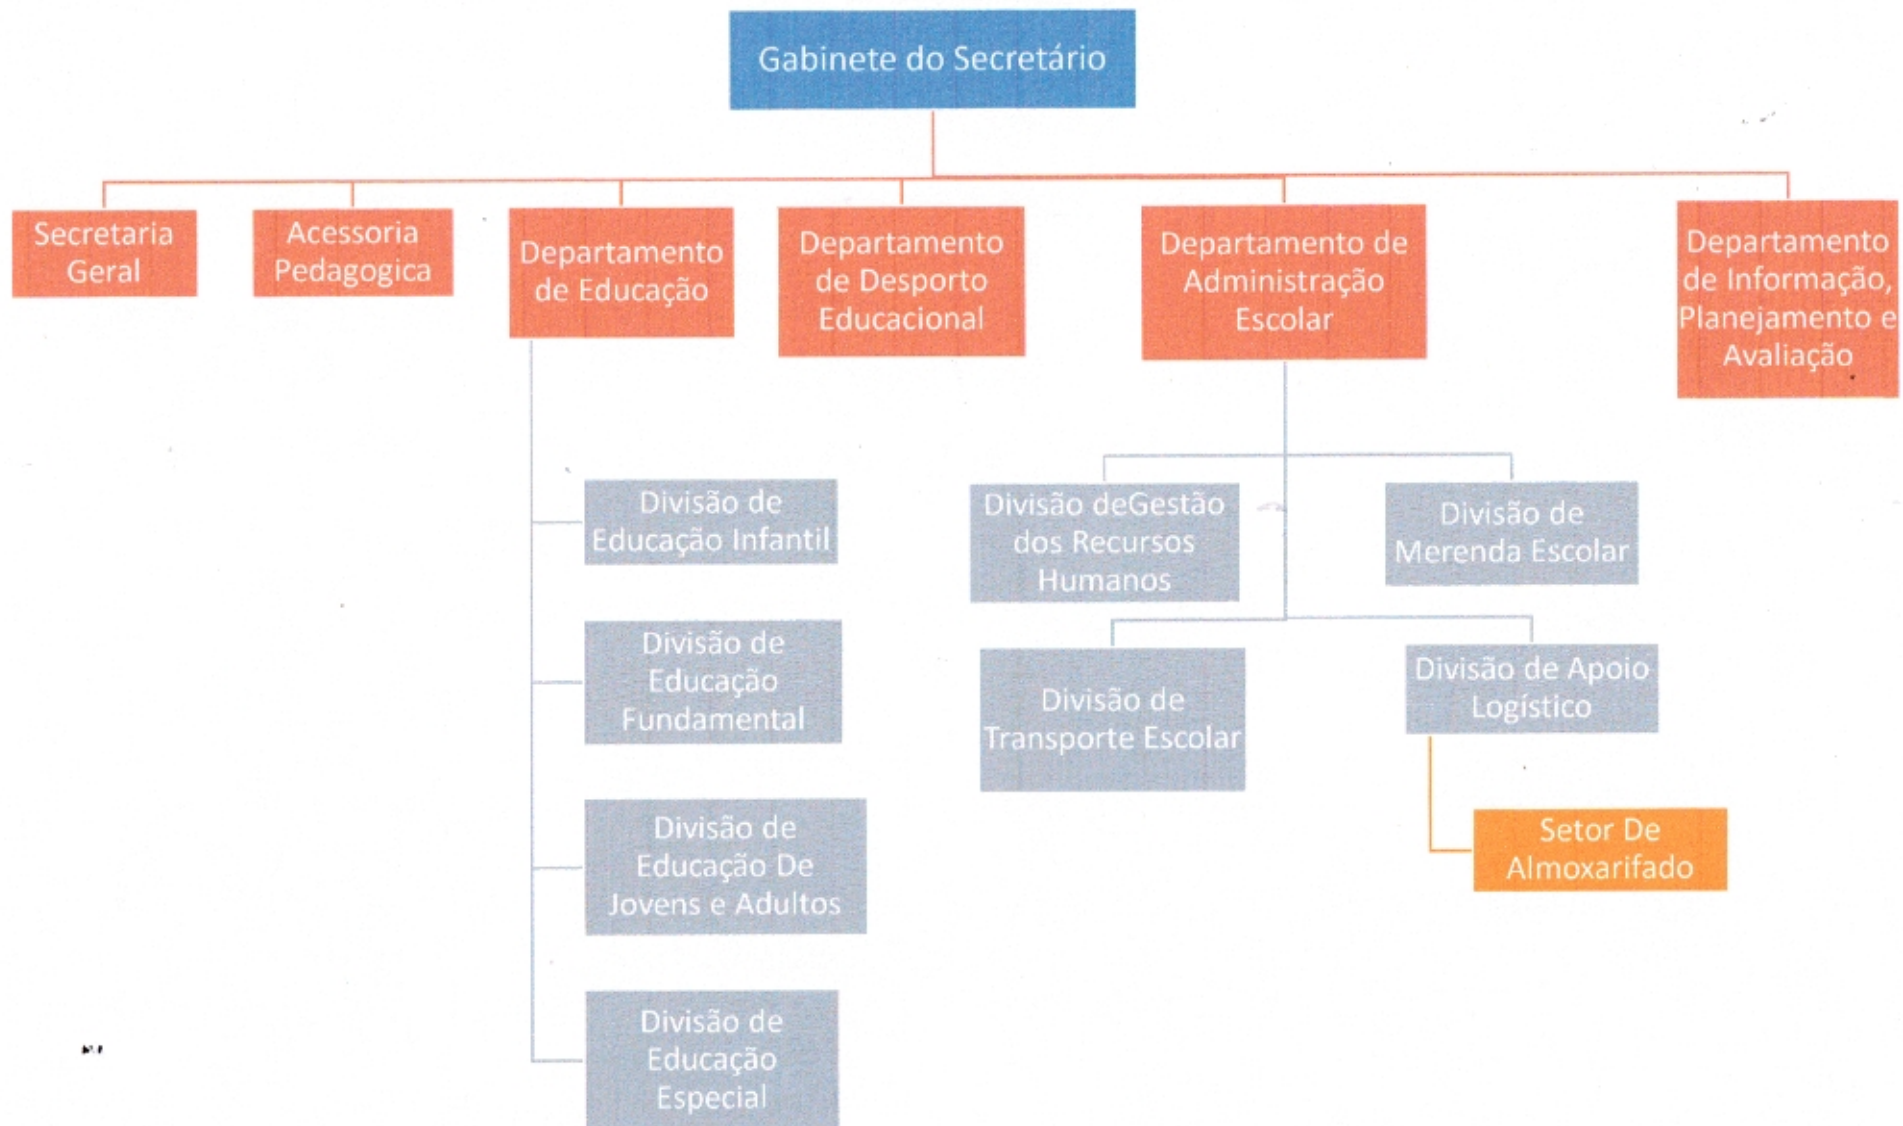 Gabinete do Secretário
Secretaria
Geral
Acessoria
Pedagogica
Departamento
de Educação
Departamento
de Desporto
Educacional
Departamento de
Administração
Escolar
Departamento
de Informação,
Planejamento e
Avaliação
Divisão de
Educação Infantil
Divisão de
Educação
Fundamental
Divisão de
Educação De
Jovens e Adultos
Divisão de
Educação
Especial
Divisão deGestão
dos Recursos
Humanos
Divisão de
Merenda Escolar
Divisão de
Transporte Escolar
Divisão de Apoio
Logístico
Setor De
Almoxarifado